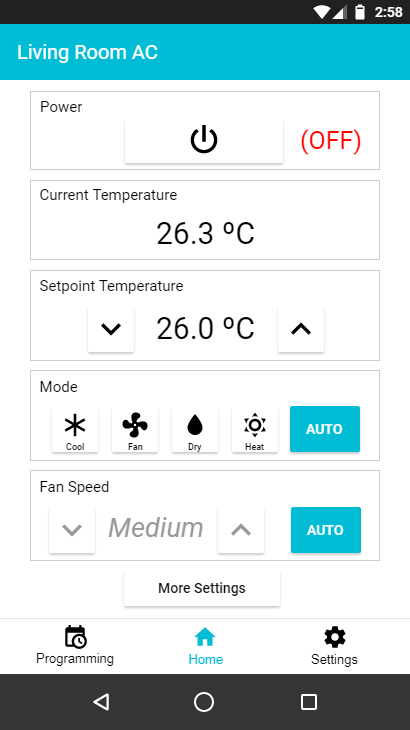 2:58
Living Room AC
Power
(OFF)
Current Temperature
26.3 ºC
Setpoint Temperature
26.0 ºC
Mode
Cool Fan Dry Heat AUTO
Fan Speed
Medium AUTO
More Settings
Programming Home Settings